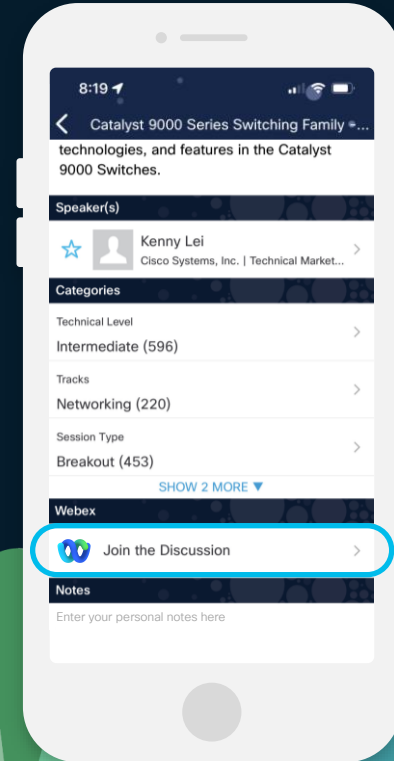 8:19
Catalyst 9000 Series Switching Family -...
technologies, and features in the Catalyst
9000 Switches.
Speaker(s)
Kenny Lei
Cisco Systems, Inc. | Technical Market...
Categories
Technical Level
Intermediate (596)
Tracks
Networking (220)
Session Type
Breakout (453)
SHOW 2 MORE ▼
Webex
Join the Discussion
Notes
Enter your personal notes here